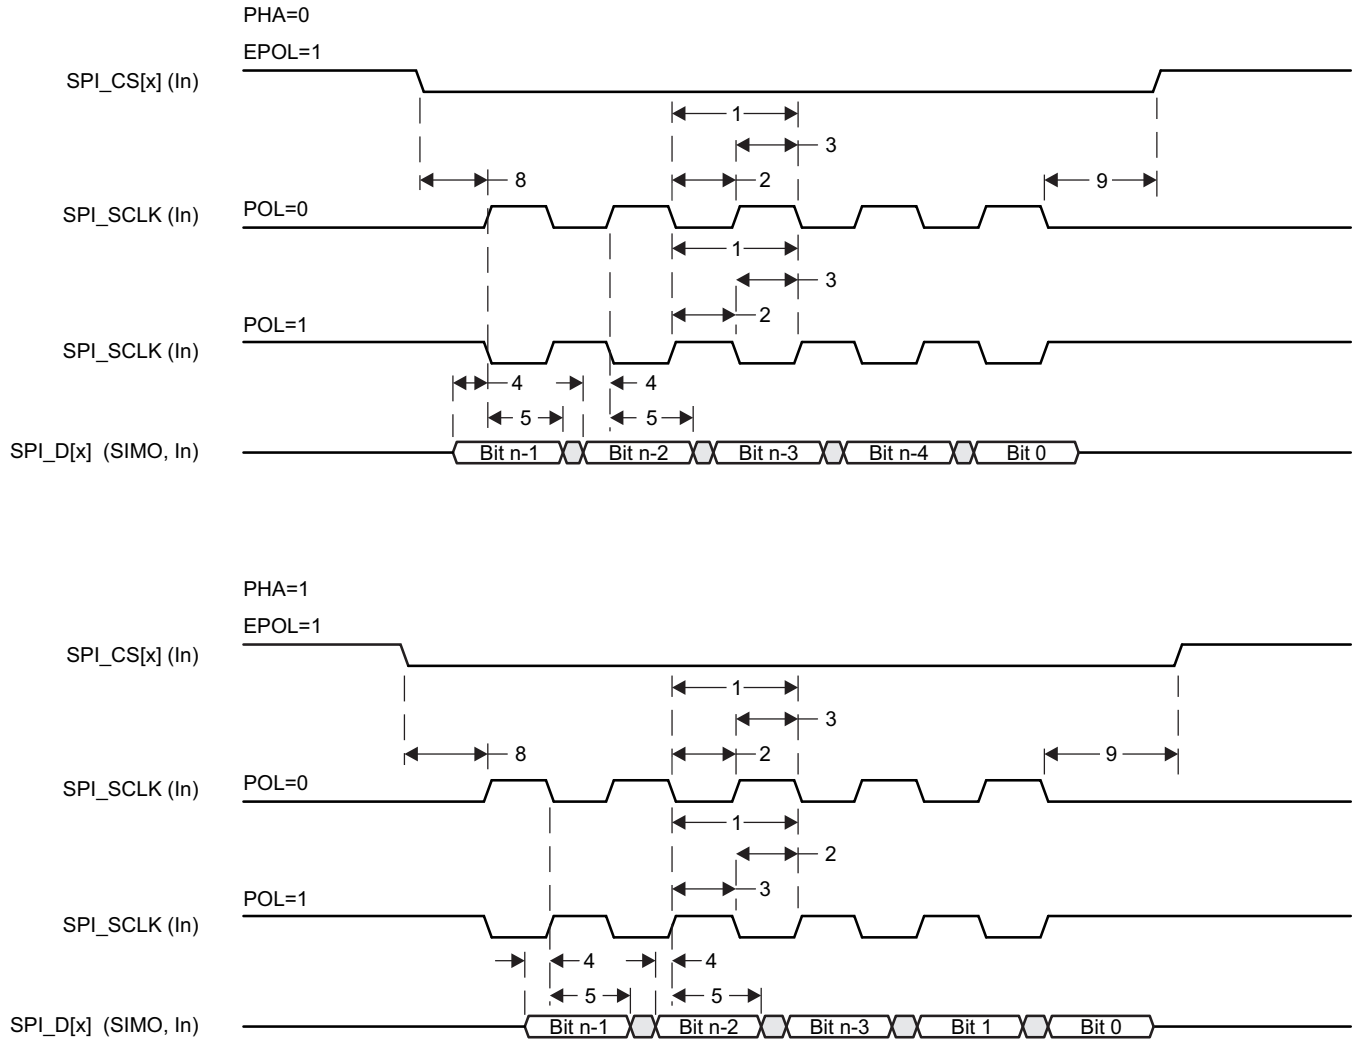 PHA=0
EPOL=1
SPI_CS[x] (In)
1
3
8
2
9
POL=0
SPI_SCLK (In)
1
3
2
POL=1
SPI_SCLK (In)
4
4
5
5
SPI_D[x] (SIMO, In)
Bit n-1
Bit n-2
Bit n-3
Bit n-4
Bit 0
PHA=1
EPOL=1
SPI_CS[x] (In)
1
3
8
2
9
POL=0
SPI_SCLK (In)
1
2
3
POL=1
SPI_SCLK (In)
4
4
5
5
SPI_D[x] (SIMO, In)
Bit n-1
Bit n-2
Bit n-3
Bit 1
Bit 0